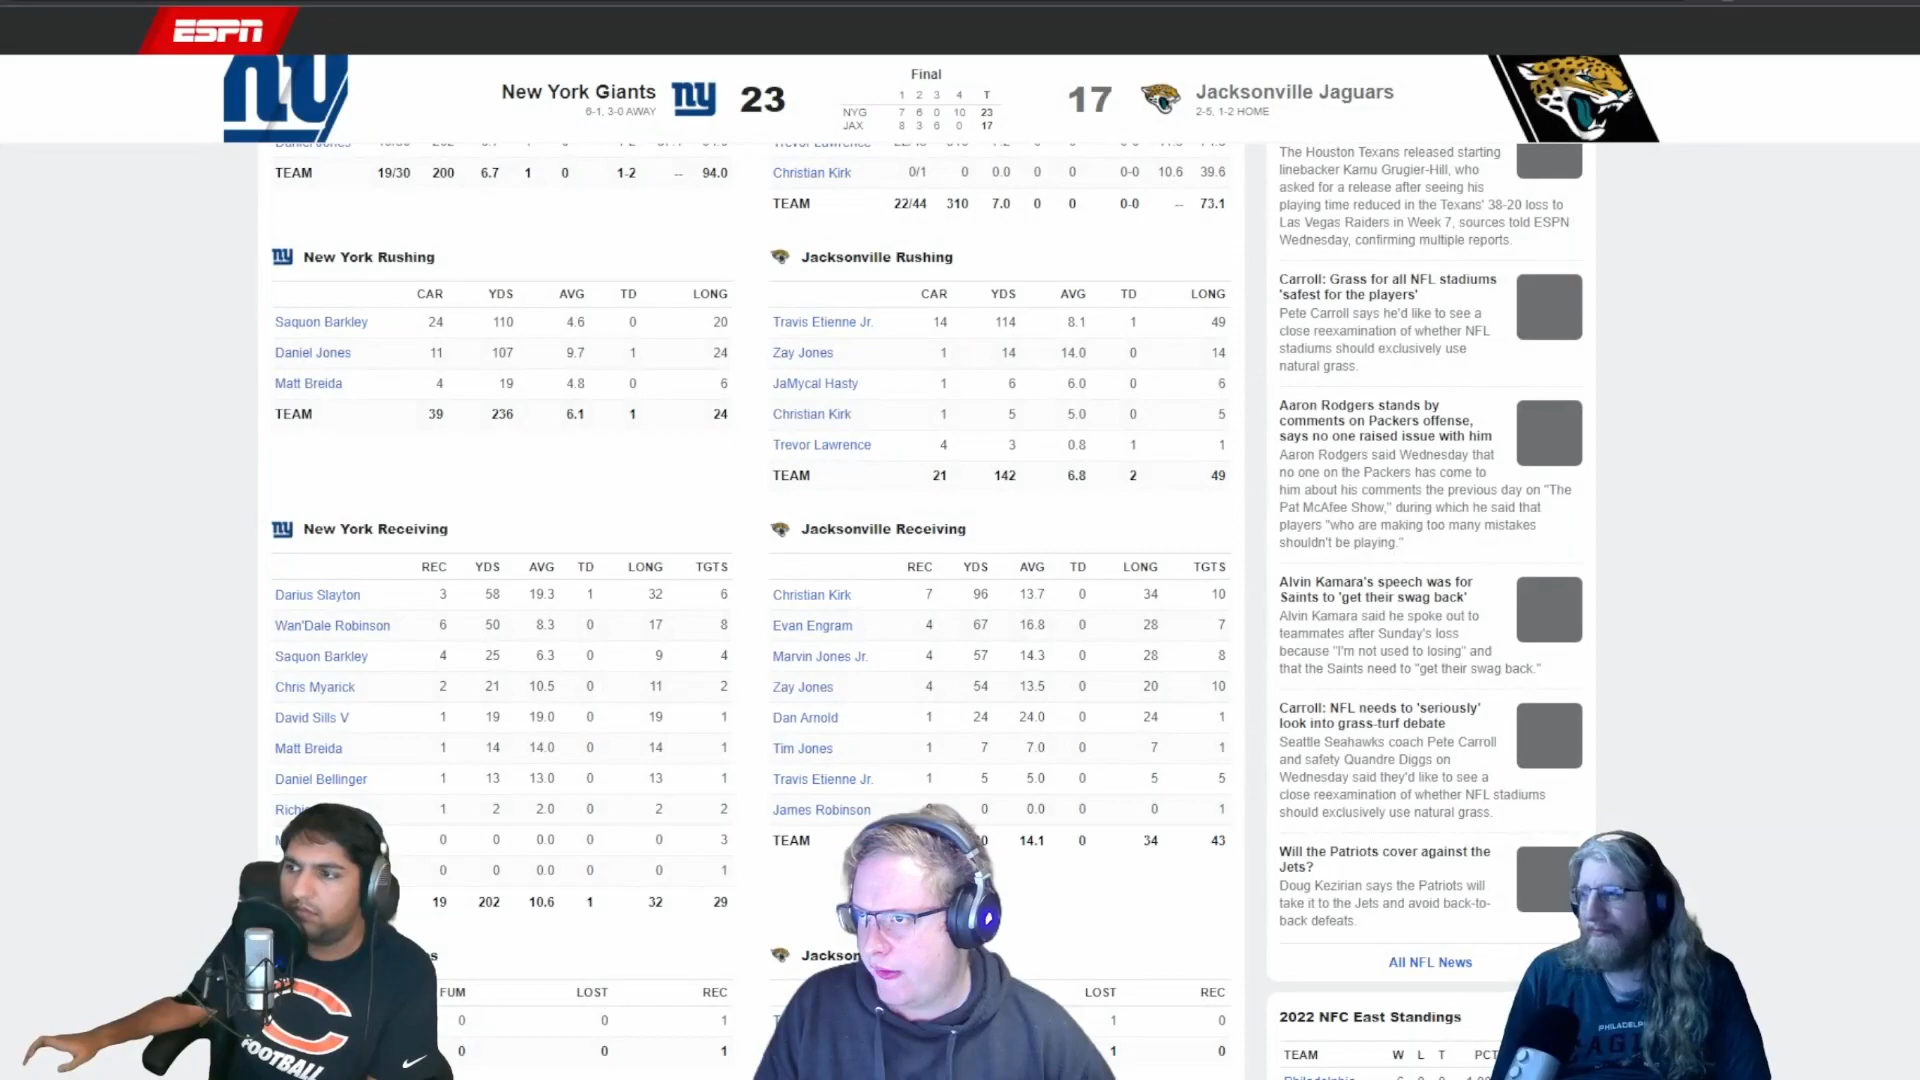 ESPN
New York Giants
6-1, 3-0 AWAY
ny
23
Final
1 2 3 4 T
NYG 7 6 0 10 23
JAX 8 3 6 0 17
17
Jacksonville Jaguars
2-5, 1-2 HOME
ny
Daniel Jones
TEAM 19/30 200 6.7 1 0 1-2 -- 94.0
Trevor Lawrence
Christian Kirk 0/1 0 0.0 0 0 0-0 10.6 39.6
TEAM 22/44 310 7.0 0 0 0-0 -- 73.1
ny New York Rushing
CAR YDS AVG TD LONG
Saquon Barkley 24 110 4.6 0 20
Daniel Jones 11 107 9.7 1 24
Matt Breida 4 19 4.8 0 6
TEAM 39 236 6.1 1 24
Jacksonville Rushing
CAR YDS AVG TD LONG
Travis Etienne Jr. 14 114 8.1 1 49
Zay Jones 1 14 14.0 0 14
JaMycal Hasty 1 6 6.0 0 6
Christian Kirk 1 5 5.0 0 5
Trevor Lawrence 4 3 0.8 1 1
TEAM 21 142 6.8 2 49
ny New York Receiving
REC YDS AVG TD LONG TGTS
Darius Slayton 3 58 19.3 1 32 6
Wan'Dale Robinson 6 50 8.3 0 17 8
Saquon Barkley 4 25 6.3 0 9 4
Chris Myarick 2 21 10.5 0 11 2
David Sills V 1 19 19.0 0 19 1
Matt Breida 1 14 14.0 0 14 1
Daniel Bellinger 1 13 13.0 0 13 1
Richi 1 2 2.0 0 2 2
0 0 0.0 0 0 3
0 0 0.0 0 0 1
19 202 10.6 1 32 29
Jacksonville Receiving
REC YDS AVG TD LONG TGTS
Christian Kirk 7 96 13.7 0 34 10
Evan Engram 4 67 16.8 0 28 7
Marvin Jones Jr. 4 57 14.3 0 28 8
Zay Jones 4 54 13.5 0 20 10
Dan Arnold 1 24 24.0 0 24 1
Tim Jones 1 7 7.0 0 7 1
Travis Etienne Jr. 1 5 5.0 0 5 5
James Robinson 0 0.0 0 0 1
TEAM 0 14.1 0 34 43
s
FUM LOST REC
0 0 1
0 0 1
Jackson
LOST REC
1 0
1 0
The Houston Texans released starting
linebacker Kamu Grugier-Hill, who
asked for a release after seeing his
playing time reduced in the Texans' 38-20 loss to
Las Vegas Raiders in Week 7, sources told ESPN
Wednesday, confirming multiple reports.
Carroll: Grass for all NFL stadiums
'safest for the players'
Pete Carroll says he'd like to see a
close reexamination of whether NFL
stadiums should exclusively use
natural grass.
Aaron Rodgers stands by
comments on Packers offense,
says no one raised issue with him
Aaron Rodgers said Wednesday that
no one on the Packers has come to
him about his comments the previous day on "The
Pat McAfee Show," during which he said that
players "who are making too many mistakes
shouldn't be playing."
Alvin Kamara's speech was for
Saints to 'get their swag back'
Alvin Kamara said he spoke out to
teammates after Sunday's loss
because "I'm not used to losing" and
that the Saints need to "get their swag back."
Carroll: NFL needs to 'seriously'
look into grass-turf debate
Seattle Seahawks coach Pete Carroll
and safety Quandre Diggs on
Wednesday said they'd like to see a
close reexamination of whether NFL stadiums
should exclusively use natural grass.
Will the Patriots cover against the
Jets?
Doug Kezirian says the Patriots will
take it to the Jets and avoid back-to-
back defeats.
All NFL News
2022 NFC East Standings
TEAM W L T PCT
Philadelphia
FOOTBALL